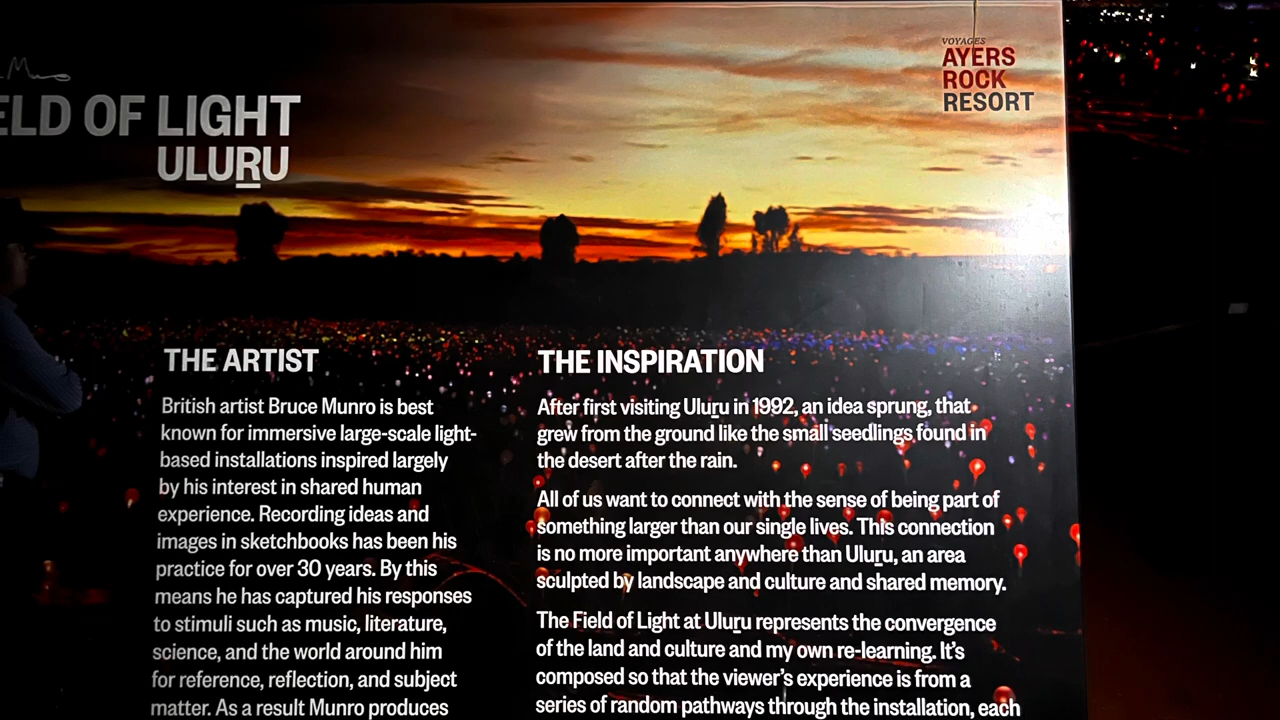 ELD OF LIGHT
ULURU
VOYAGES
AYERS
ROCK
RESORT
THE ARTIST
British artist Bruce Munro is best
known for immersive large-scale light-
based installations inspired largely
by his interest in shared human
experience. Recording ideas and
images in sketchbooks has been his
practice for over 30 years. By this
means he has captured his responses
to stimuli such as music, literature,
science, and the world around him
for reference, reflection, and subject
matter. As a result Munro produces
THE INSPIRATION
After first visiting Uluṟu in 1992, an idea sprung, that
grew from the ground like the small seedlings found in
the desert after the rain.
All of us want to connect with the sense of being part of
something larger than our single lives. This connection
is no more important anywhere than Uluṟu, an area
sculpted by landscape and culture and shared memory.
The Field of Light at Uluṟu represents the convergence
of the land and culture and my own re-learning. It's
composed so that the viewer's experience is from a
series of random pathways through the installation, each